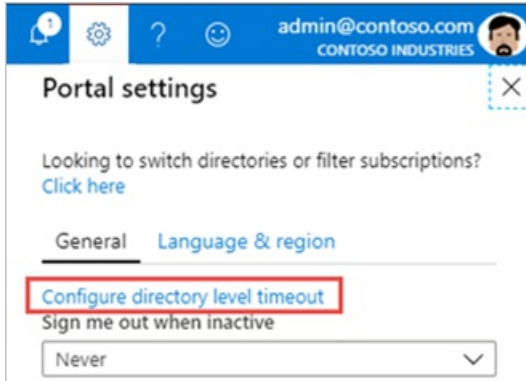 admin@contoso.com
CONTOSO INDUSTRIES
Portal settings
Looking to switch directories or filter subscriptions?
Click here
General Language & region
Configure directory level timeout
Sign me out when inactive
Never